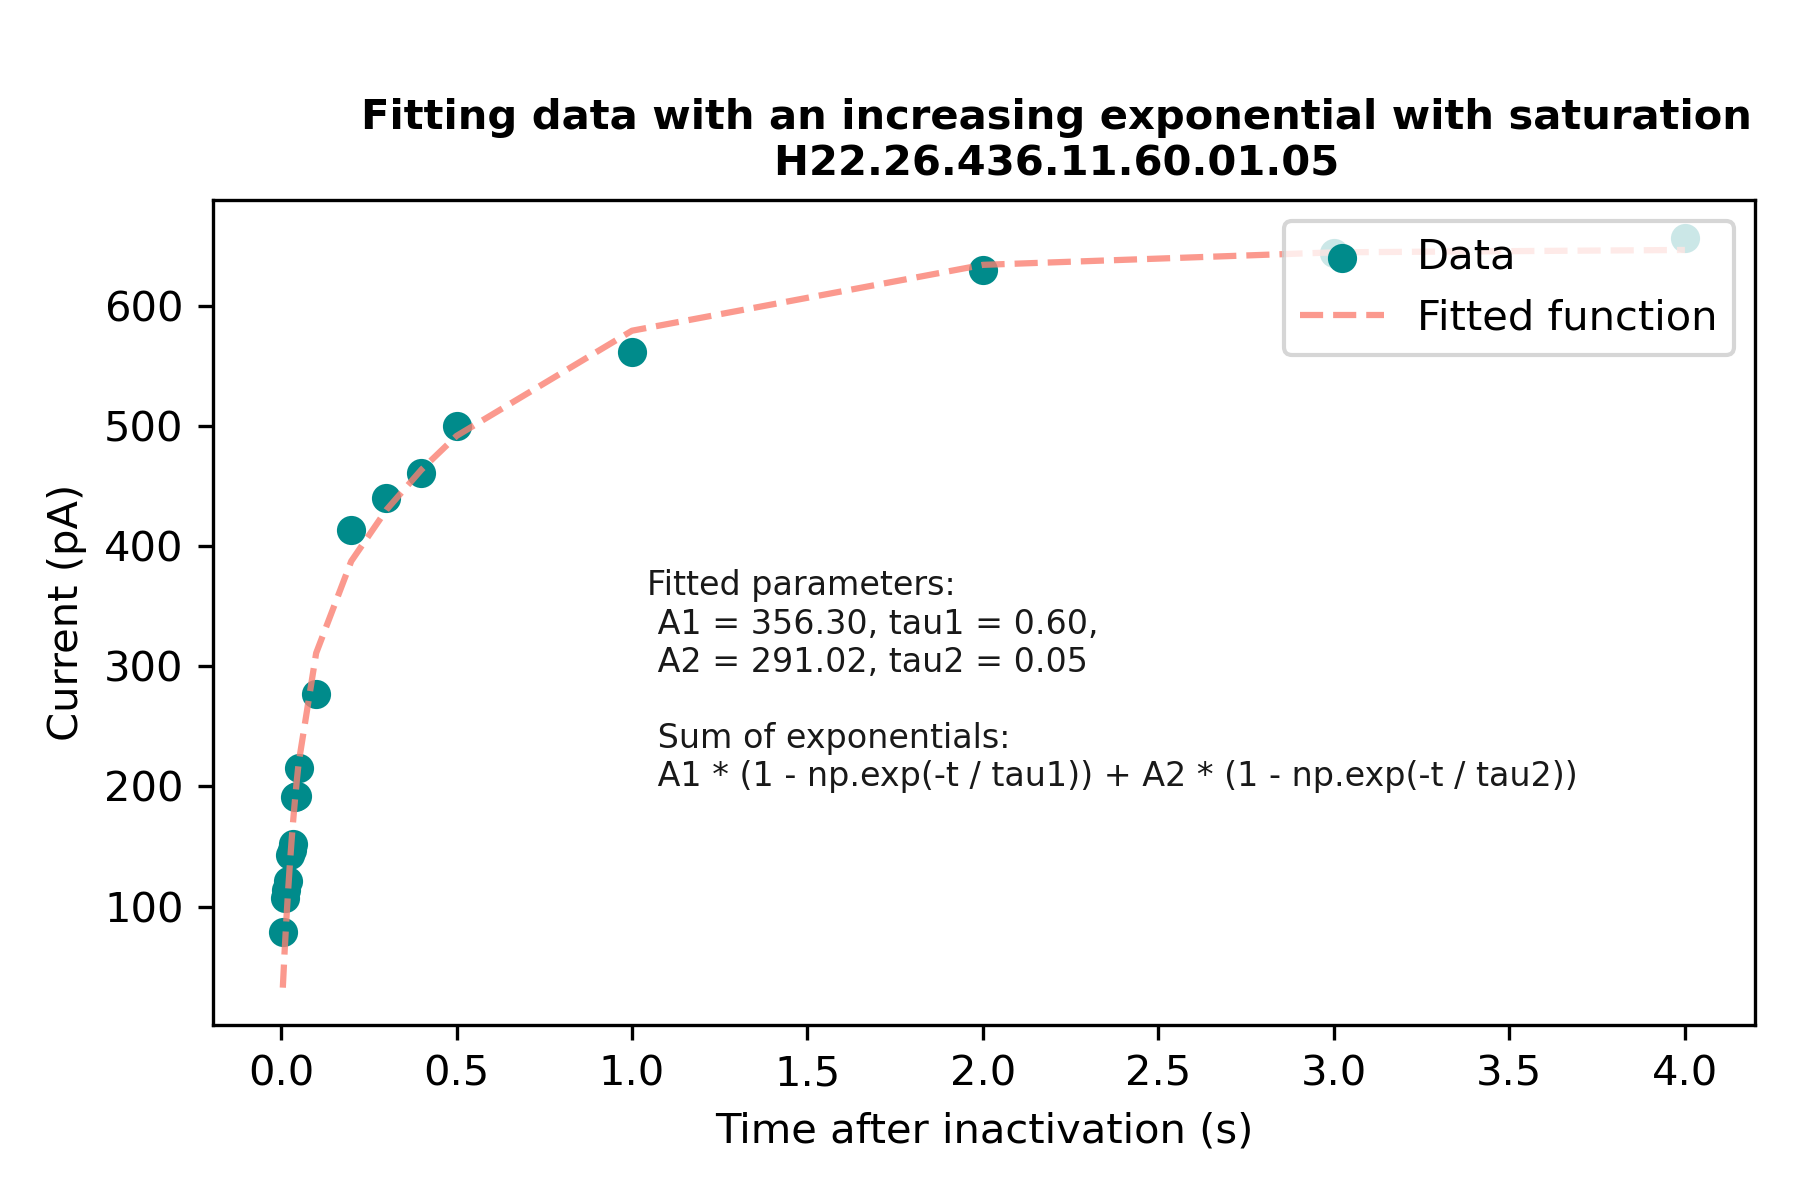 Fitting data with an increasing exponential with saturation
H22.26.436.11.60.01.05
Data
Fitted function
600
500
400
300
200
100
Current (pA)
Fitted parameters:
A1 = 356.30, tau1 = 0.60,
A2 = 291.02, tau2 = 0.05
Sum of exponentials:
A1 * (1 - np.exp(-t / tau1)) + A2 * (1 - np.exp(-t / tau2))
0.0 0.5 1.0 1.5 2.0 2.5 3.0 3.5 4.0
Time after inactivation (s)